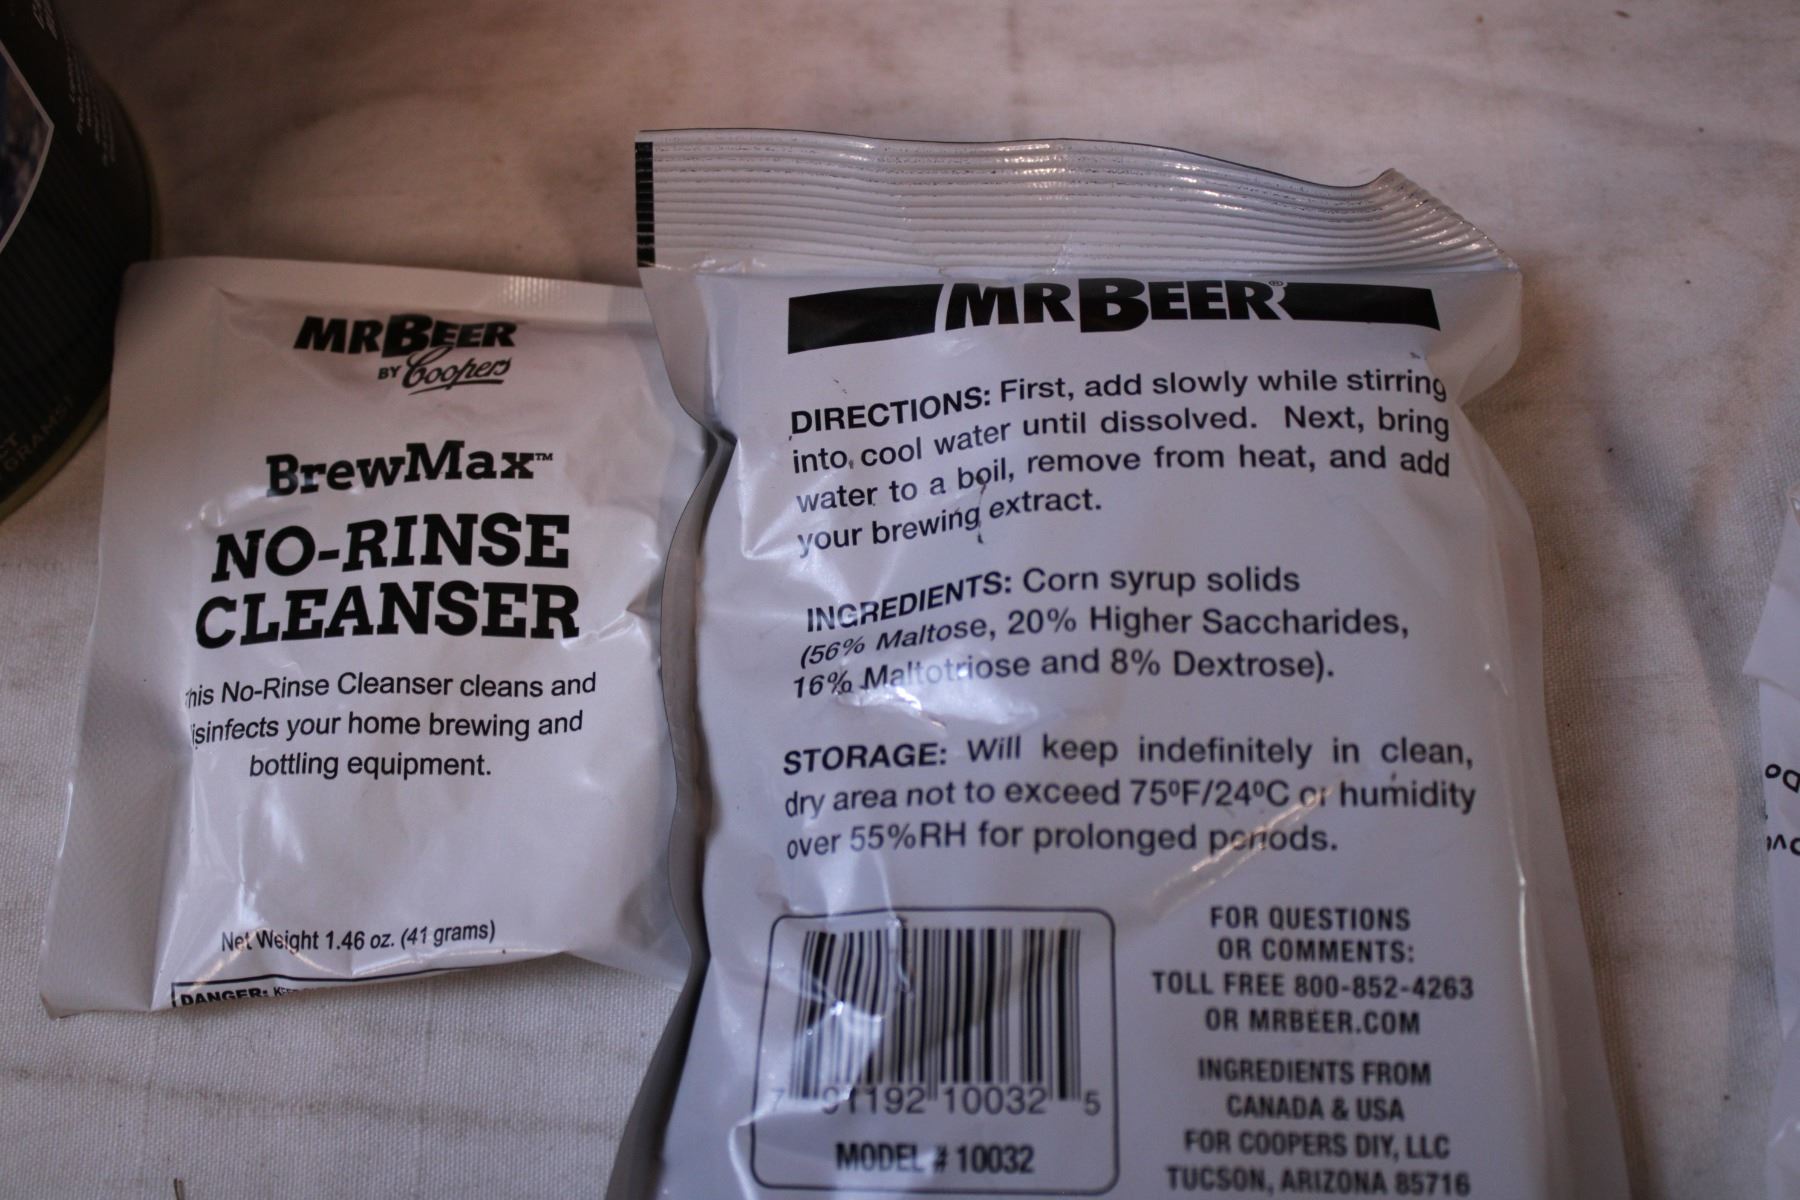 MRBEER
BY Coopers
BrewMax™
NO-RINSE
CLEANSER
his No-Rinse Cleanser cleans and
isinfects your home brewing and
bottling equipment.
Net Weight 1.46 oz. (41 grams)
DANGER:
MRBEER®
DIRECTIONS: First, add slowly while stirring
into cool water until dissolved. Next, bring
water to a boil, remove from heat, and add
your brewing extract.
INGREDIENTS: Corn syrup solids
(56% Maltose, 20% Higher Saccharides,
16% Maltotriose and 8% Dextrose).
STORAGE: Will keep indefinitely in clean,
dry area not to exceed 75ºF/24ºC or humidity
over 55%RH for prolonged periods.
7 91192 10032 5
MODEL # 10032
FOR QUESTIONS
OR COMMENTS:
TOLL FREE 800-852-4263
OR MRBEER.COM
INGREDIENTS FROM
CANADA & USA
FOR COOPERS DIY, LLC
TUCSON, ARIZONA 85716